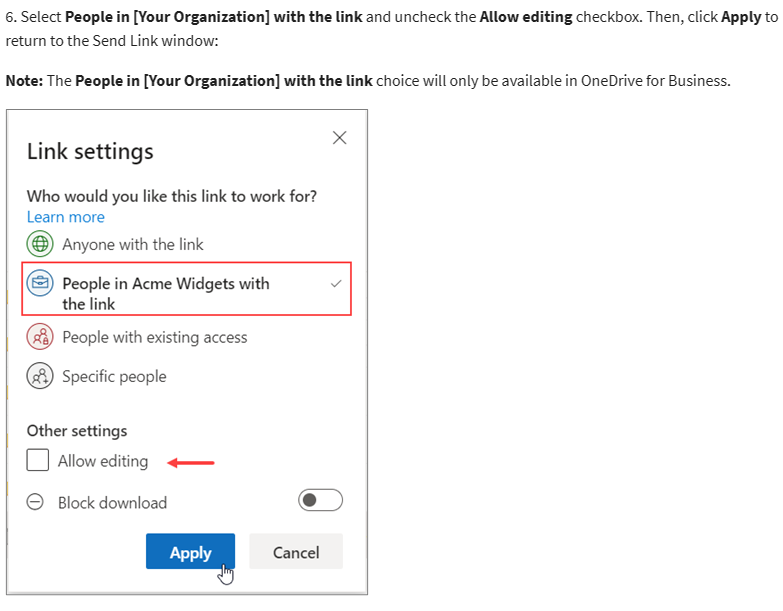 6. Select People in [Your Organization] with the link and uncheck the Allow editing checkbox. Then, click Apply to
return to the Send Link window:
Note: The People in [Your Organization] with the link choice will only be available in OneDrive for Business.
Link settings
Who would you like this link to work for?
Learn more
Anyone with the link
People in Acme Widgets with
the link
People with existing access
Specific people
Other settings
Allow editing
Block download
Apply
Cancel